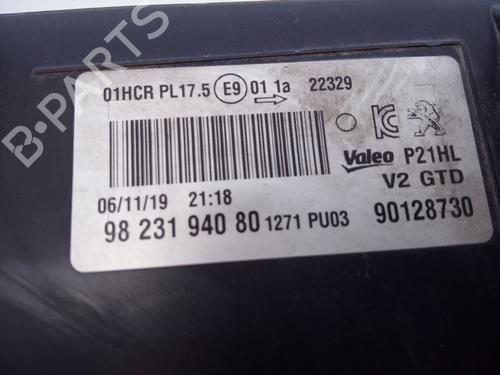 B-PARTS
01HCR PL17.5 E9 01 1a 22329
KC
Valeo P21HL
V2 GTD
06/11/19 21:18
98 231 940 80 1271 PU03 90128730